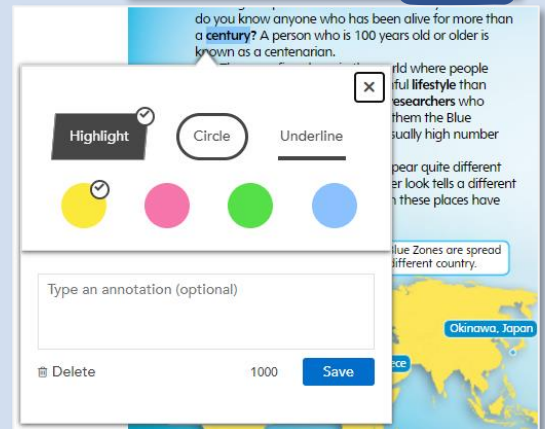 do you know anyone who has been alive for more than
a century? A person who is 100 years old or older is
known as a centenarian.
rld where people
ful lifestyle than
esearchers who
them the Blue
sually high number
pear quite different
er look tells a different
n these places have
Highlight
Circle
Underline
lue Zones are spread
ifferent country.
Type an annotation (optional)
Okinawa, Japan
ece
Delete
1000
Save